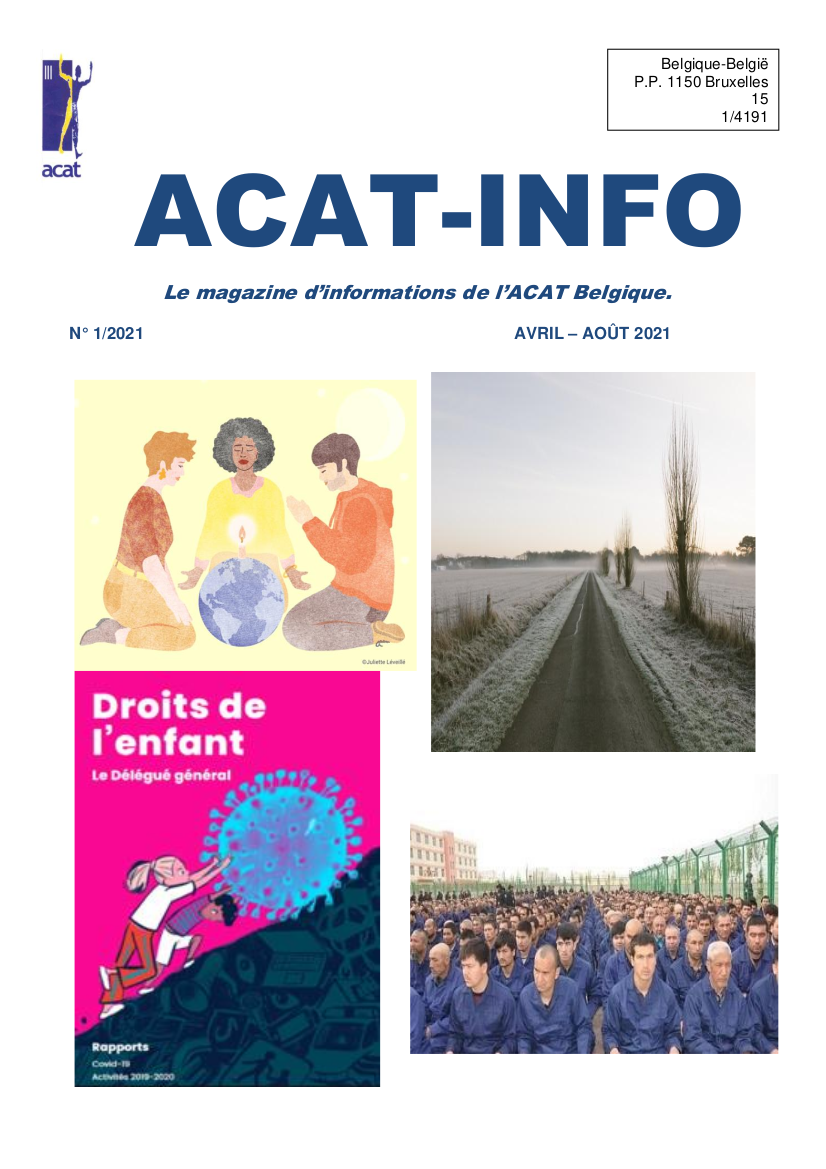 acat
Belgique-België
P.P. 1150 Bruxelles
15
1/4191
ACAT-INFO
Le magazine d'informations de l'ACAT Belgique.
N° 1/2021
AVRIL – AOÛT 2021
©Juliette Léveillé
Droits de
l'enfant
Le Délégué général
Rapports
Covid-19
Activités 2019-2020